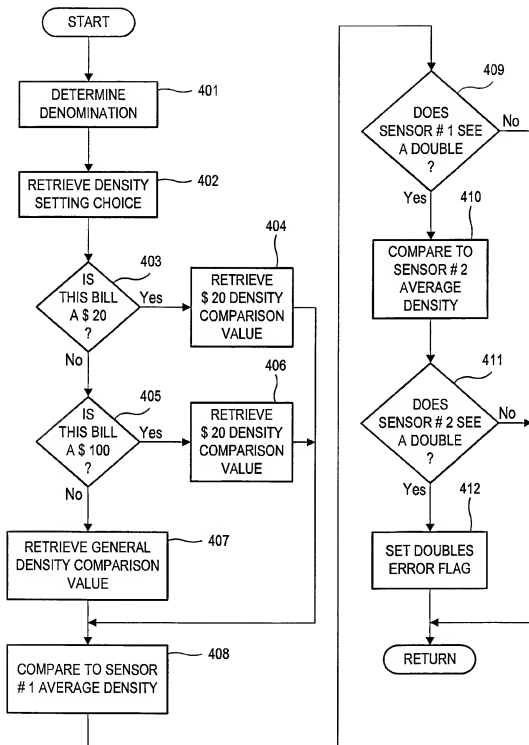 START
DETERMINE
DENOMINATION
401
RETRIEVE DENSITY
SETTING CHOICE
402
IS
THIS BILL
A $ 20
?
403
Yes
No
RETRIEVE
$ 20 DENSITY
COMPARISON
VALUE
404
IS
THIS BILL
A $ 100
?
405
Yes
No
RETRIEVE
$ 20 DENSITY
COMPARISON
VALUE
406
RETRIEVE GENERAL
DENSITY COMPARISON
VALUE
407
COMPARE TO SENSOR
# 1 AVERAGE DENSITY
408
DOES
SENSOR # 1 SEE
A DOUBLE
?
409
No
Yes
COMPARE TO
SENSOR # 2
AVERAGE
DENSITY
410
DOES
SENSOR # 2 SEE
A DOUBLE
?
411
No
Yes
SET DOUBLES
ERROR FLAG
412
RETURN